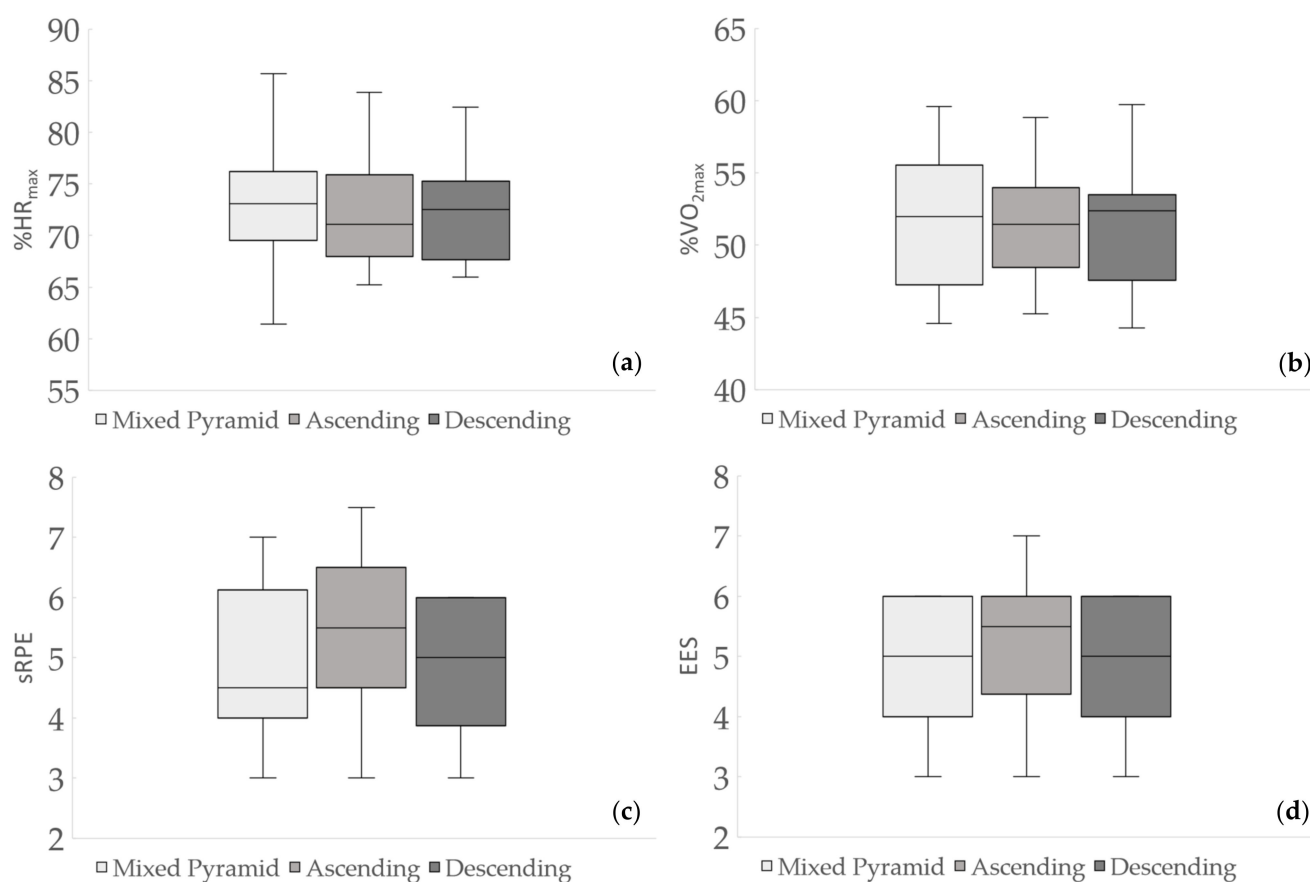 90
85
80
75
70
65
60
55
%HRmax
(a)
Mixed Pyramid Ascending Descending
65
60
55
50
45
40
%VO2max
(b)
Mixed Pyramid Ascending Descending
8
7
6
5
4
3
2
sRPE
(c)
Mixed Pyramid Ascending Descending
8
7
6
5
4
3
2
EES
(d)
Mixed Pyramid Ascending Descending